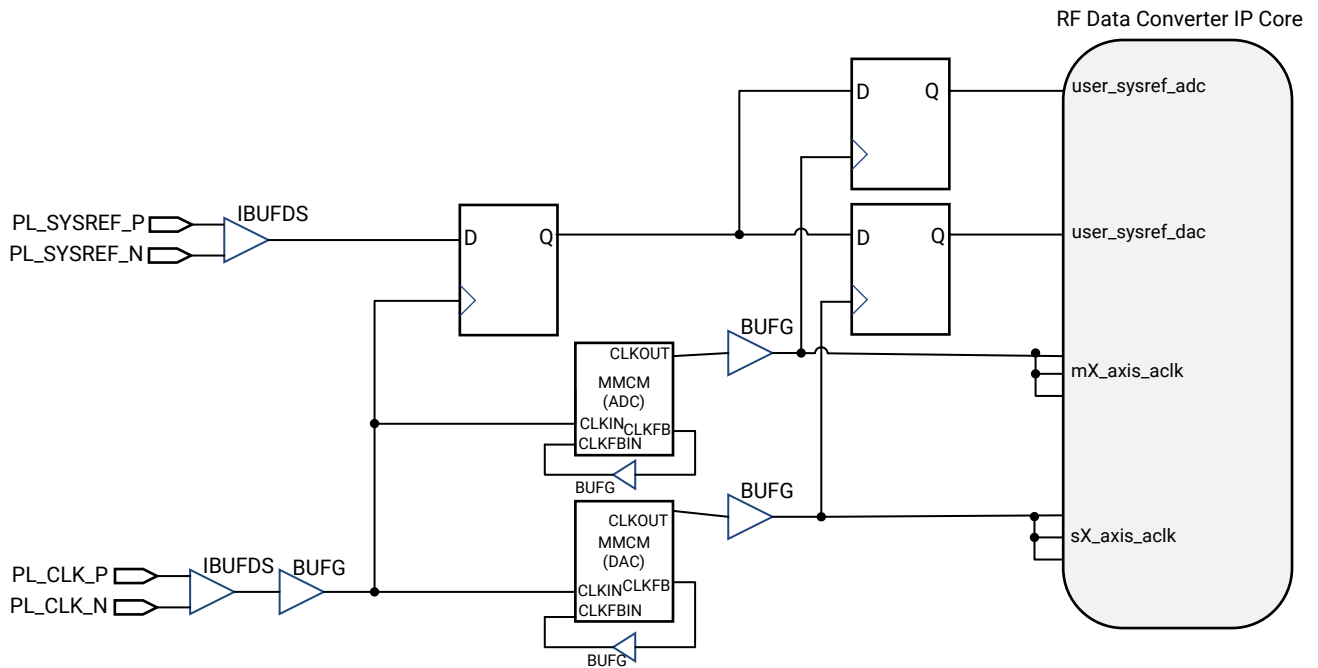 RF Data Converter IP Core
D Q
user_sysref_adc
PL_SYSREF_P
PL_SYSREF_N
IBUFDS
D Q
D Q
user_sysref_dac
BUFG
CLKOUT
MMCM
(ADC)
CLKIN
CLKFB
CLKFBIN
BUFG
mX_axis_aclk
BUFG
CLKOUT
MMCM
(DAC)
CLKIN
CLKFB
CLKFBIN
BUFG
sX_axis_aclk
PL_CLK_P
PL_CLK_N
IBUFDS
BUFG